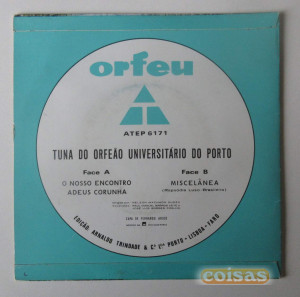 orfeu
ATEP 6171
TUNA DO ORFEÃO UNIVERSITÁRIO DO PORTO
Face A
O NOSSO ENCONTRO
ADEUS CORUNHA
Face B
MISCELÂNEA
EDIÇÃO ARNALDO TRINDADE & Cª Lª PORTO - LISBOA - FARO
coisas